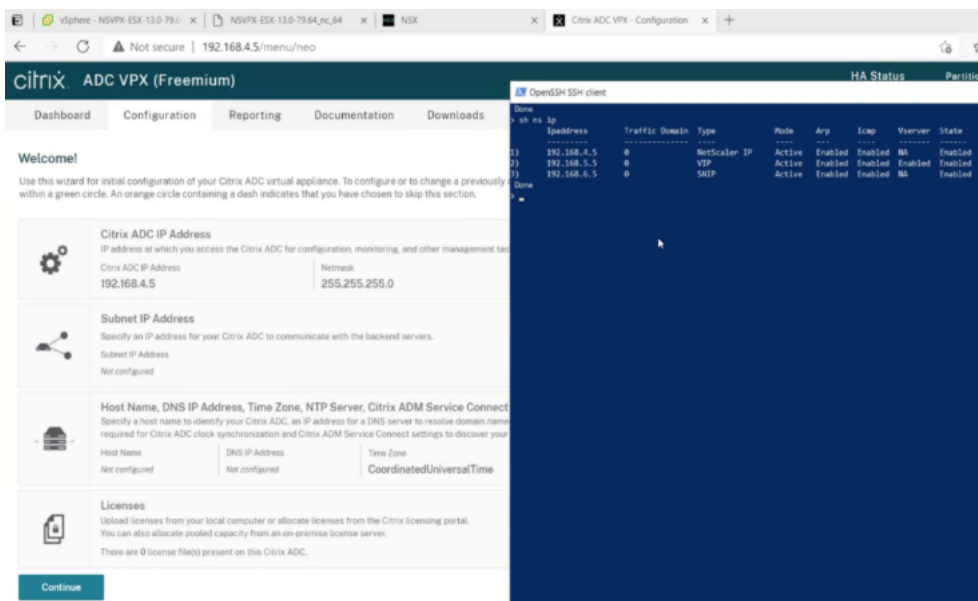 vSphere - NSVPX-ESX-13.0-79.6
NSVPX-ESX-13.0-79.64_nc_64
NSX
Citrix ADC VPX - Configuration
Not secure | 192.168.4.5/menu/neo
citrix. ADC VPX (Freemium)
HA Status
Partitio
Dashboard Configuration Reporting Documentation Downloads
Welcome!
Use this wizard for initial configuration of your Citrix ADC virtual appliance. To configure or to change a previously
within a green circle. An orange circle containing a dash indicates that you have chosen to skip this section.
Citrix ADC IP Address
IP address at which you access the Citrix ADC for configuration, monitoring, and other management tas
Citrix ADC IP Address Netmask
192.168.4.5 255.255.255.0
Subnet IP Address
Specify an IP address for your Citrix ADC to communicate with the backend servers.
Subnet IP Address
Not configured
Host Name, DNS IP Address, Time Zone, NTP Server, Citrix ADM Service Connect
Specify a host name to identify your Citrix ADC, an IP address for a DNS server to resolve domain name
required for Citrix ADC clock synchronization and Citrix ADM Service Connect settings to discover your
Host Name DNS IP Address Time Zone
Not configured Not configured CoordinatedUniversalTime
Licenses
Upload licenses from your local computer or allocate licenses from the Citrix licensing portal.
You can also allocate pooled capacity from an on-premise license server.
There are 0 license file(s) present on this Citrix ADC.
Continue
OpenSSH SSH client
Done
> sh ns ip
Ipaddress Traffic Domain Type Mode Arp Icmp Vserver State
--------- -------------- ---- ---- --- ---- ------- ------
1) 192.168.4.5 0 NetScaler IP Active Enabled Enabled NA Enabled
2) 192.168.5.5 0 VIP Active Enabled Enabled Enabled Enabled
3) 192.168.6.5 0 SNIP Active Enabled Enabled NA Enabled
Done
>